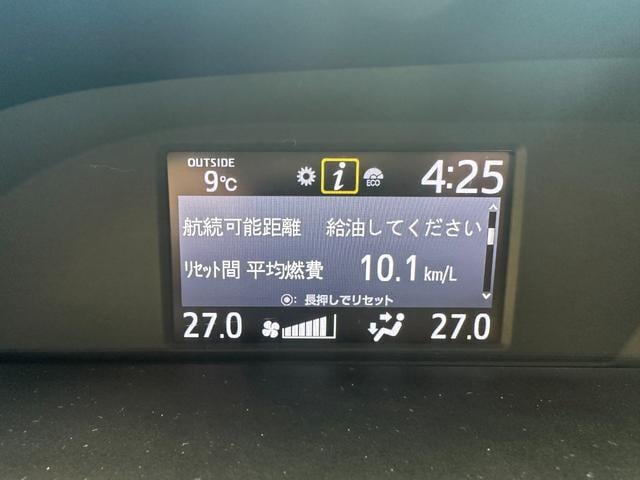 OUTSIDE
9℃ i ECO 4:25
航続可能距離 給油してください
ﾘｾｯﾄ間 平均燃費 10.1 km/L
◉: 長押しでリセット
27.0 27.0